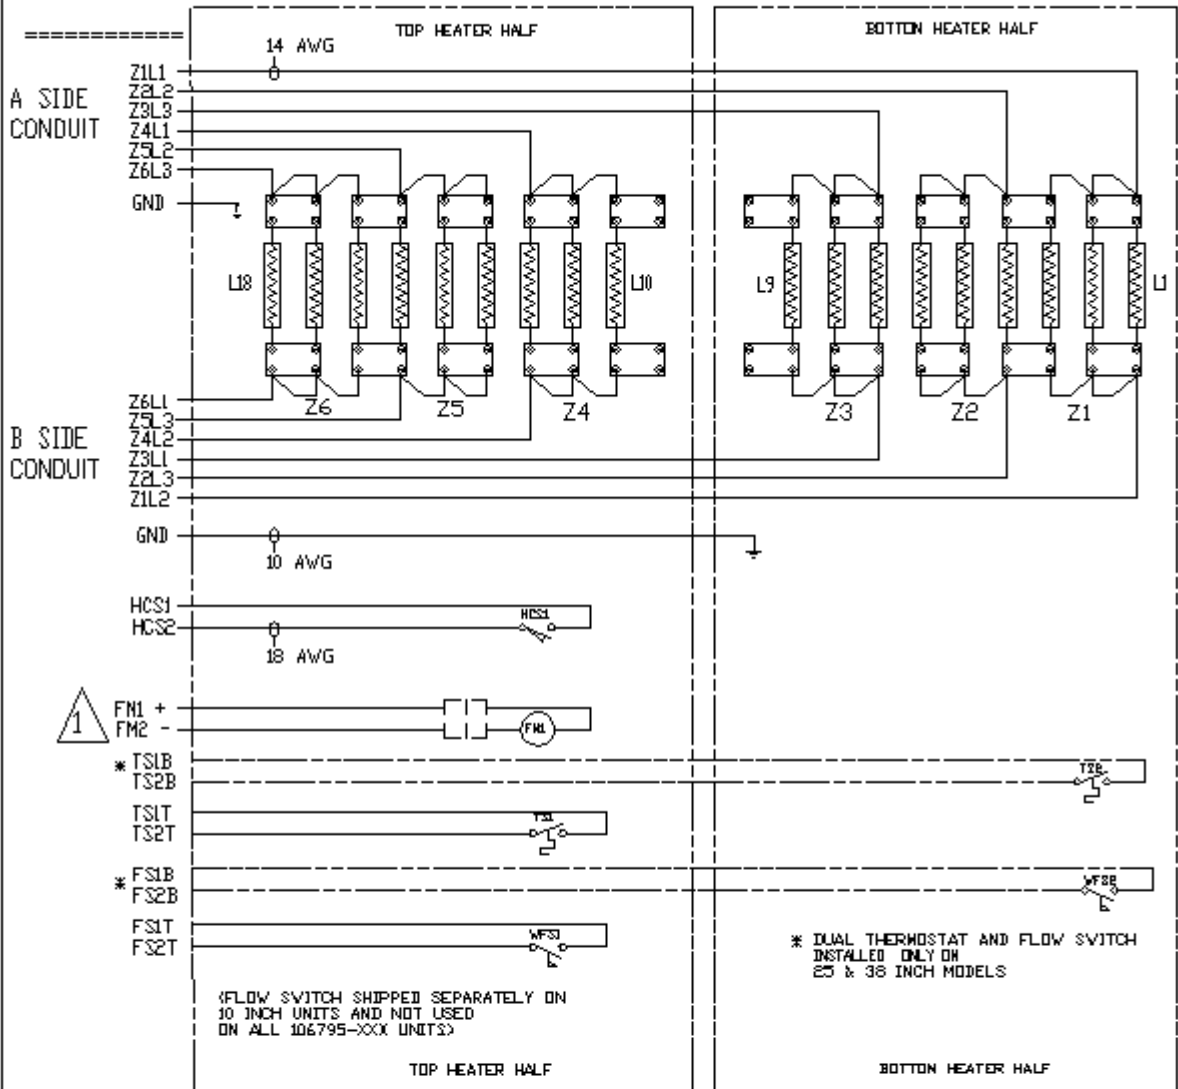 ============
TOP HEATER HALF
BOTTON HEATER HALF
14 AWG
A SIDE
CONDUIT
Z1L1
Z2L2
Z3L3
Z4L1
Z5L2
Z6L3
GND
L18
L10
L9
L1
Z6
Z5
Z4
Z3
Z2
Z1
B SIDE
CONDUIT
Z6L1
Z5L3
Z4L2
Z3L1
Z2L3
Z1L2
GND
10 AWG
HCS1
HCS2
HCS1
18 AWG
1
FN1 +
FM2 -
FN1
* TS1B
TS2B
TS2
TS1T
TS2T
TS1
* FS1B
FS2B
WFS2
FS1T
FS2T
WFS1
* DUAL THERMOSTAT AND FLOW SWITCH
INSTALLED ONLY ON
25 & 38 INCH MODELS
(FLOW SWITCH SHIPPED SEPARATELY ON
10 INCH UNITS AND NOT USED
ON ALL 106795-XXX UNITS)
TOP HEATER HALF
BOTTON HEATER HALF